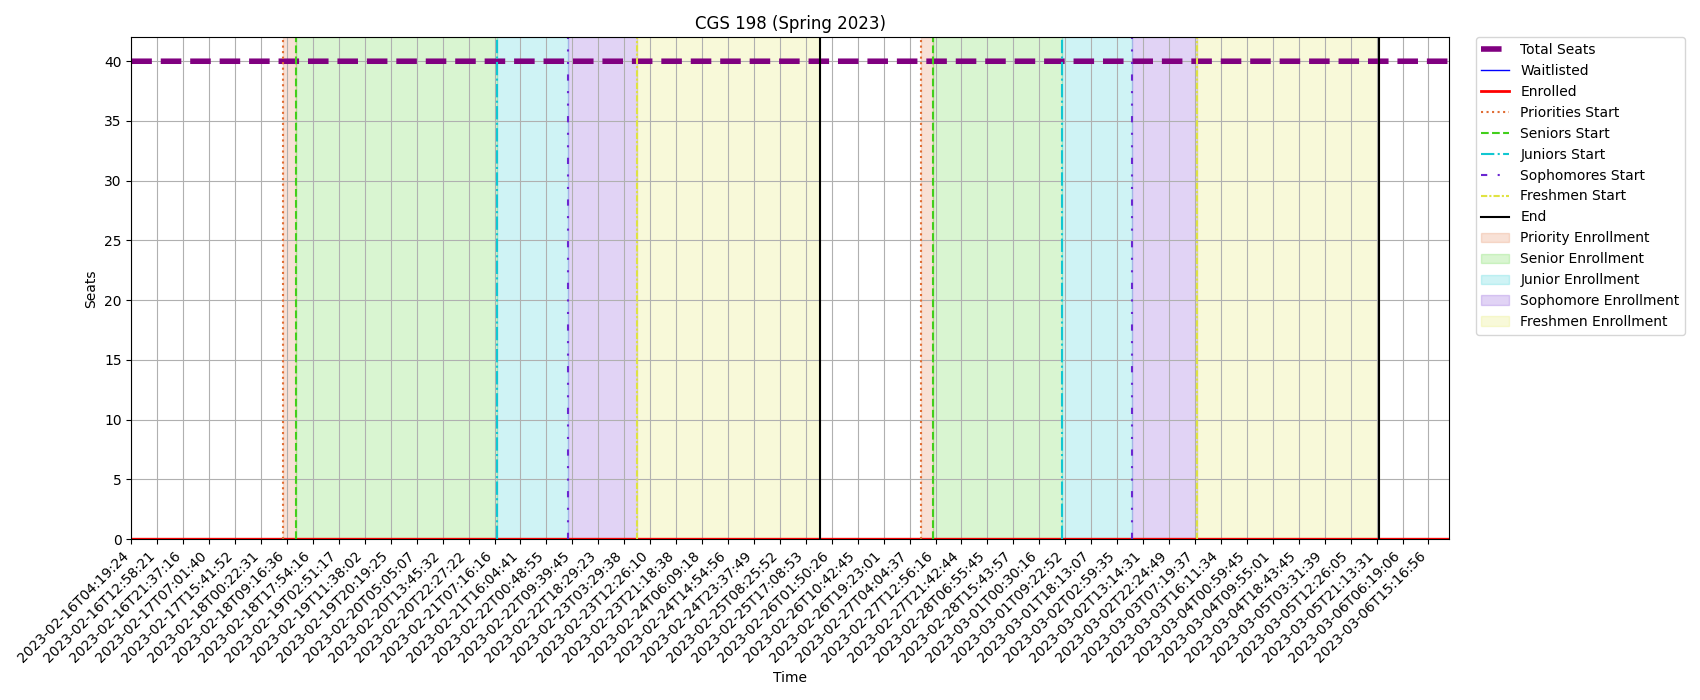 CGS 198 (Spring 2023)
Seats
40
35
30
25
20
15
10
5
0
2023-02-16T04:19:24
2023-02-16T12:58:21
2023-02-16T21:37:16
2023-02-17T07:01:40
2023-02-17T15:41:52
2023-02-18T00:22:31
2023-02-18T09:16:36
2023-02-18T17:54:16
2023-02-19T02:51:17
2023-02-19T11:38:02
2023-02-19T20:19:25
2023-02-20T05:05:07
2023-02-20T13:45:32
2023-02-20T22:27:22
2023-02-21T07:16:16
2023-02-21T16:04:41
2023-02-22T00:48:55
2023-02-22T09:39:45
2023-02-22T18:29:23
2023-02-23T03:29:38
2023-02-23T12:26:10
2023-02-23T21:18:38
2023-02-24T06:09:18
2023-02-24T14:54:56
2023-02-24T23:37:49
2023-02-25T08:25:52
2023-02-25T17:08:53
2023-02-26T01:50:26
2023-02-26T10:42:45
2023-02-26T19:23:01
2023-02-27T04:04:37
2023-02-27T12:56:16
2023-02-27T21:42:44
2023-02-28T06:55:45
2023-02-28T15:43:57
2023-03-01T00:30:16
2023-03-01T09:22:52
2023-03-01T18:13:07
2023-03-02T02:59:35
2023-03-02T13:14:31
2023-03-02T22:24:49
2023-03-03T07:19:37
2023-03-03T16:11:34
2023-03-04T00:59:45
2023-03-04T09:55:01
2023-03-04T18:43:45
2023-03-05T03:31:39
2023-03-05T12:26:05
2023-03-05T21:13:31
2023-03-06T06:19:06
2023-03-06T15:16:56
Time
Total Seats
Waitlisted
Enrolled
Priorities Start
Seniors Start
Juniors Start
Sophomores Start
Freshmen Start
End
Priority Enrollment
Senior Enrollment
Junior Enrollment
Sophomore Enrollment
Freshmen Enrollment